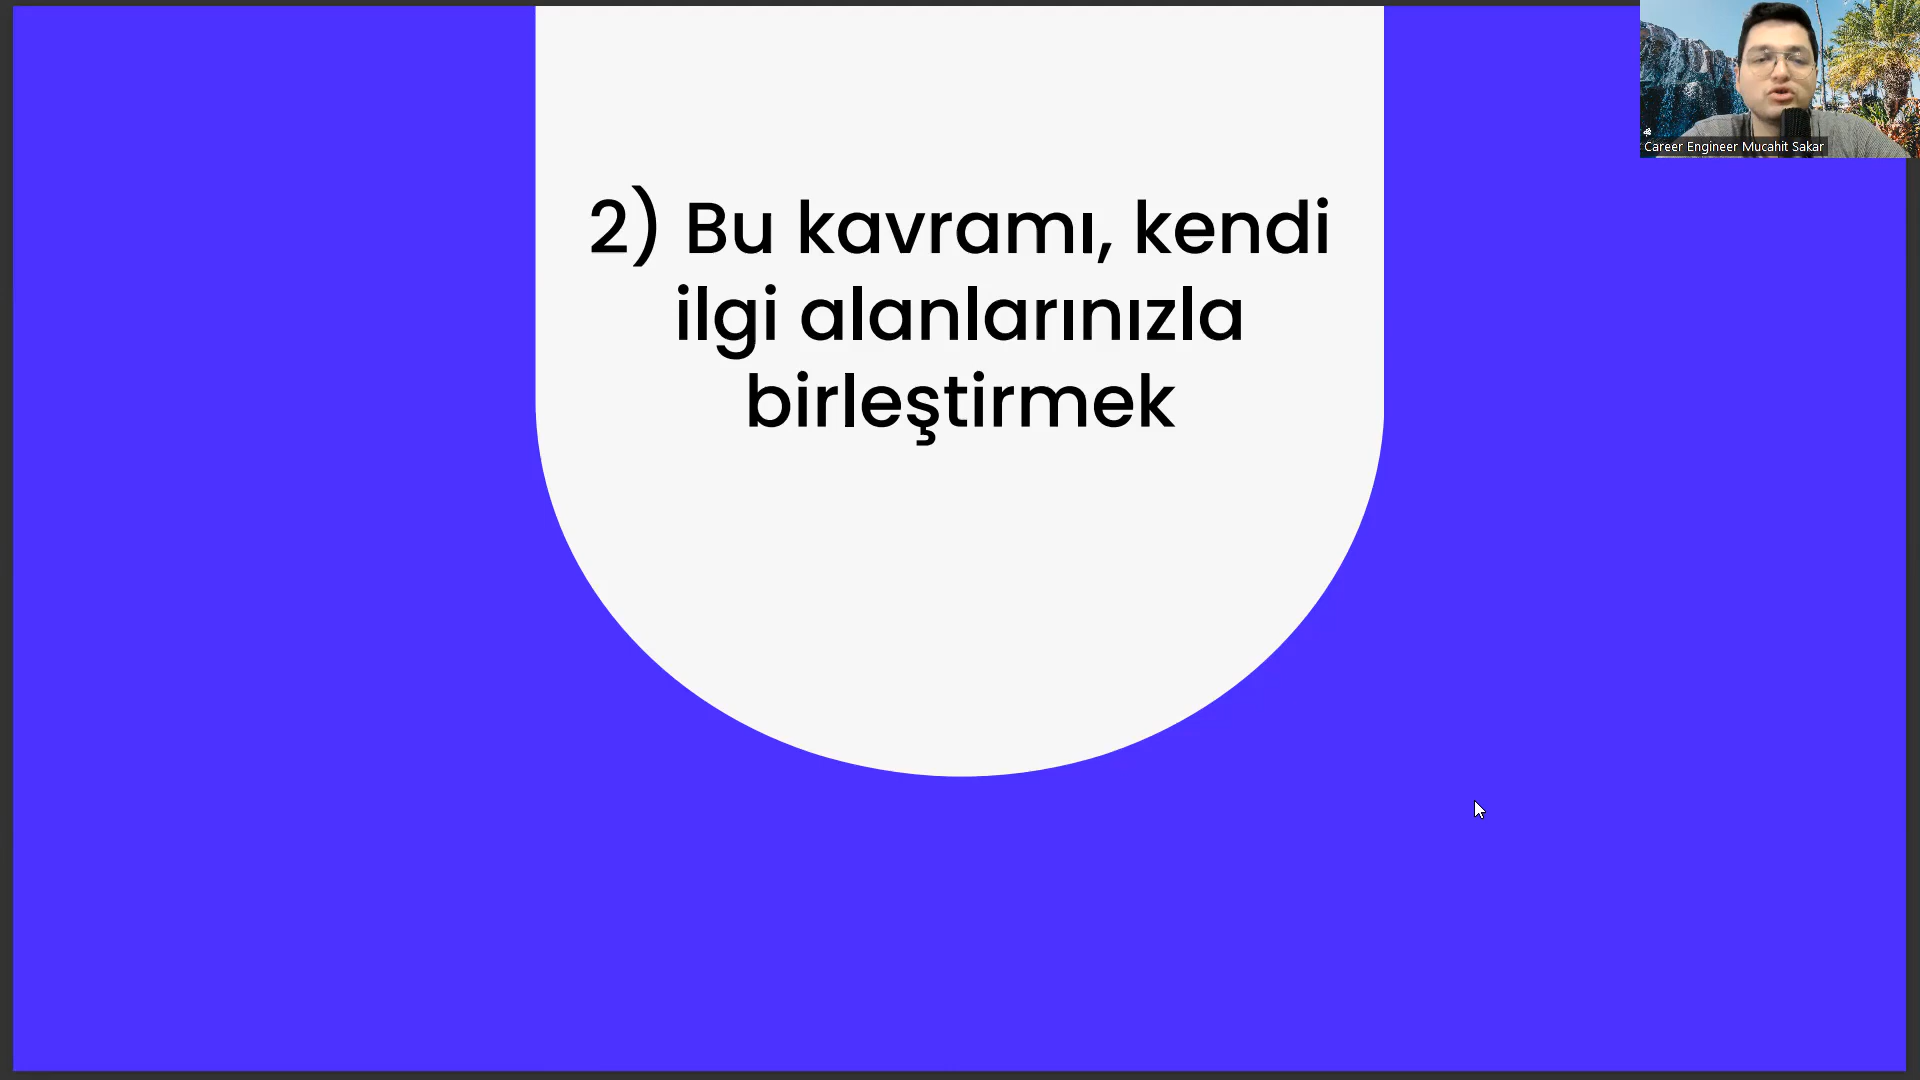 Career Engineer Mucahit Sakar
2) Bu kavramı, kendi
ilgi alanlarınızla
birleştirmek